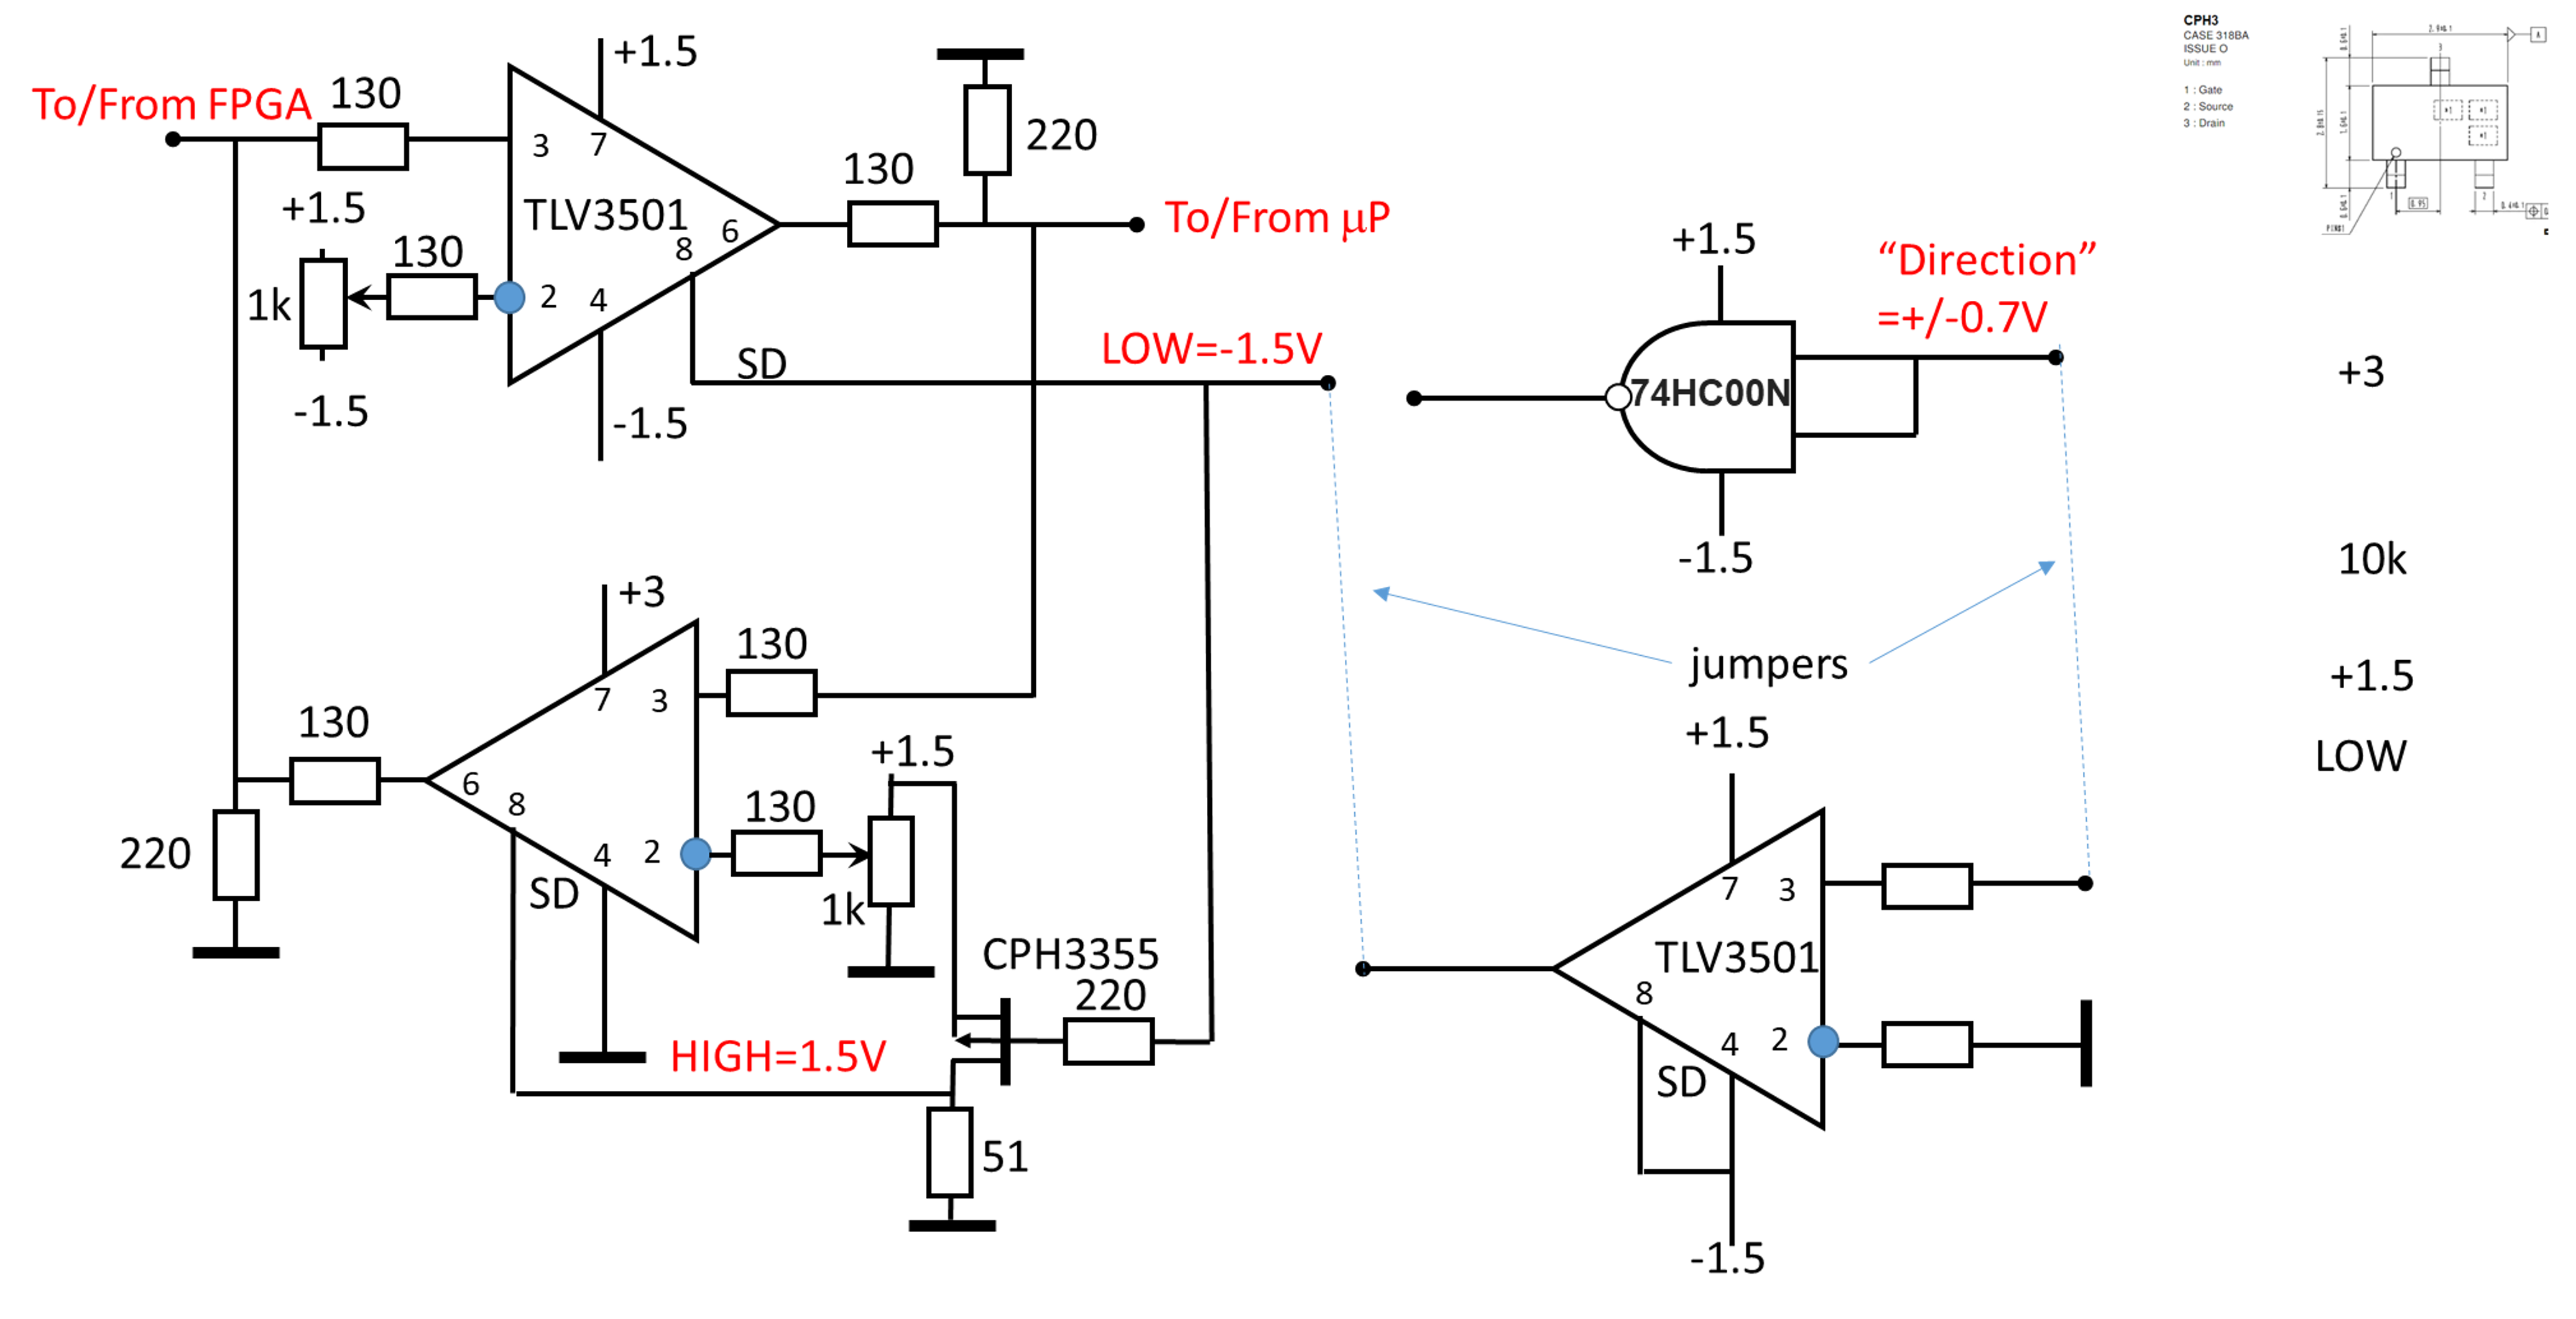 To/From FPGA
130
+1.5
3
7
TLV3501
8
6
2
4
+1.5
1k
130
-1.5
-1.5
SD
130
220
To/From μP
LOW=-1.5V
+1.5
74HC00N
-1.5
"Direction"
=+/-0.7V
CPH3
CASE 318BA
ISSUE O
Unit : mm
1 : Gate
2 : Source
3 : Drain
+3
10k
+1.5
LOW
jumpers
+3
7
3
130
130
6
8
4
2
SD
220
130
+1.5
1k
CPH3355
220
HIGH=1.5V
51
+1.5
7
3
TLV3501
8
4
2
SD
-1.5